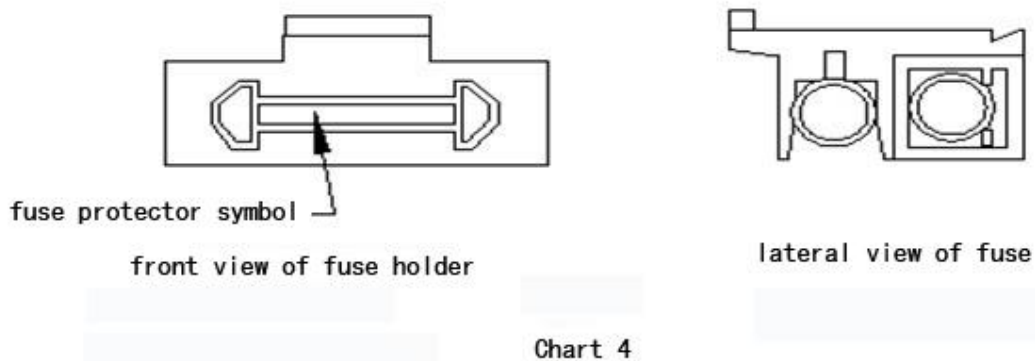 fuse protector symbol
front view of fuse holder
lateral view of fuse
Chart 4